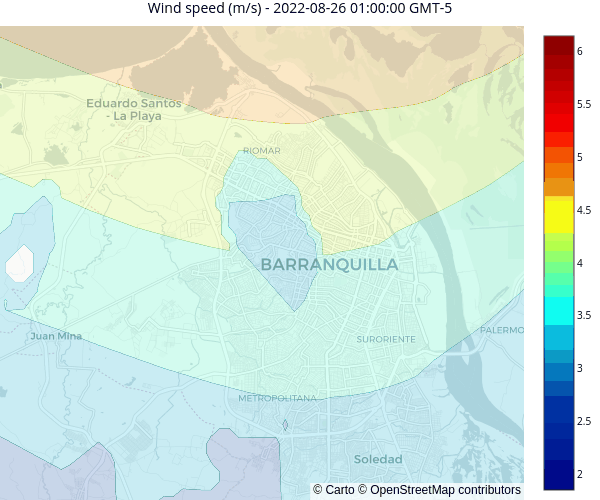 Wind speed (m/s) - 2022-08-26 01:00:00 GMT-5
Eduardo Santos
- La Playa
RIOMAR
BARRANQUILLA
Juan Mina
SURORIENTE
PALERMO
METROPOLITANA
Soledad
© Carto © OpenStreetMap contributors
6
5.5
5
4.5
4
3.5
3
2.5
2